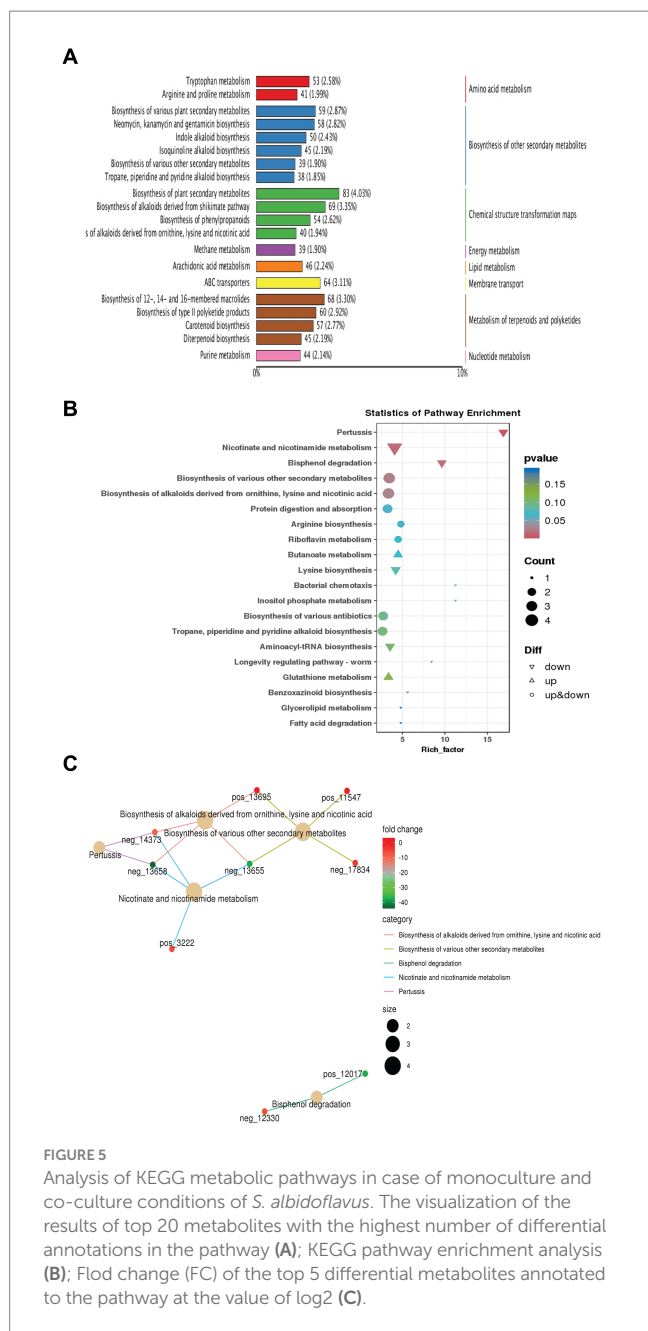 A
Tryptophan metabolism 53 (2.58%)
Arginine and proline metabolism 41 (1.99%)
Amino acid metabolism
Biosynthesis of various plant secondary metabolites 59 (2.87%)
Neomycin, kanamycin and gentamicin biosynthesis 58 (2.82%)
Indole alkaloid biosynthesis 50 (2.43%)
Isoquinoline alkaloid biosynthesis 45 (2.19%)
Biosynthesis of various other secondary metabolites 39 (1.90%)
Tropane, piperidine and pyridine alkaloid biosynthesis 38 (1.85%)
Biosynthesis of other secondary metabolites
Biosynthesis of plant secondary metabolites 83 (4.03%)
Biosynthesis of alkaloids derived from shikimate pathway 69 (3.35%)
Biosynthesis of phenylpropanoids 54 (2.62%)
s of alkaloids derived from ornithine, lysine and nicotinic acid 40 (1.94%)
Chemical structure transformation maps
Methane metabolism 39 (1.90%) Energy metabolism
Arachidonic acid metabolism 46 (2.24%) Lipid metabolism
ABC transporters 64 (3.11%) Membrane transport
Biosynthesis of 12-, 14- and 16-membered macrolides 68 (3.30%)
Biosynthesis of type II polyketide products 60 (2.92%)
Carotenoid biosynthesis 57 (2.77%)
Diterpenoid biosynthesis 45 (2.19%)
Metabolism of terpenoids and polyketides
Purine metabolism 44 (2.14%) Nucleotide metabolism
0% 10%
B
Statistics of Pathway Enrichment
Pertussis
Nicotinate and nicotinamide metabolism
Bisphenol degradation
Biosynthesis of various other secondary metabolites
Biosynthesis of alkaloids derived from ornithine, lysine and nicotinic acid
Protein digestion and absorption
Arginine biosynthesis
Riboflavin metabolism
Butanoate metabolism
Lysine biosynthesis
Bacterial chemotaxis
Inositol phosphate metabolism
Biosynthesis of various antibiotics
Tropane, piperidine and pyridine alkaloid biosynthesis
Aminoacyl-tRNA biosynthesis
Longevity regulating pathway - worm
Glutathione metabolism
Benzoxazinoid biosynthesis
Glycerolipid metabolism
Fatty acid degradation
5 10 15
Rich_factor
pvalue
0.15
0.10
0.05
Count
1
2
3
4
Diff
down
up
up&down
C
pos_13695
pos_11547
Biosynthesis of alkaloids derived from ornithine, lysine and nicotinic acid
neg_14373
Biosynthesis of various other secondary metabolites
Pertussis
neg_13658
neg_13655
neg_17834
Nicotinate and nicotinamide metabolism
pos_3222
pos_12017
Bisphenol degradation
neg_12330
fold change
0
-10
-20
-30
-40
category
Biosynthesis of alkaloids derived from ornithine, lysine and nicotinic acid
Biosynthesis of various other secondary metabolites
Bisphenol degradation
Nicotinate and nicotinamide metabolism
Pertussis
size
2
3
4
FIGURE 5
Analysis of KEGG metabolic pathways in case of monoculture and
co-culture conditions of S. albidoflavus. The visualization of the
results of top 20 metabolites with the highest number of differential
annotations in the pathway (A); KEGG pathway enrichment analysis
(B); Flod change (FC) of the top 5 differential metabolites annotated
to the pathway at the value of log2 (C).